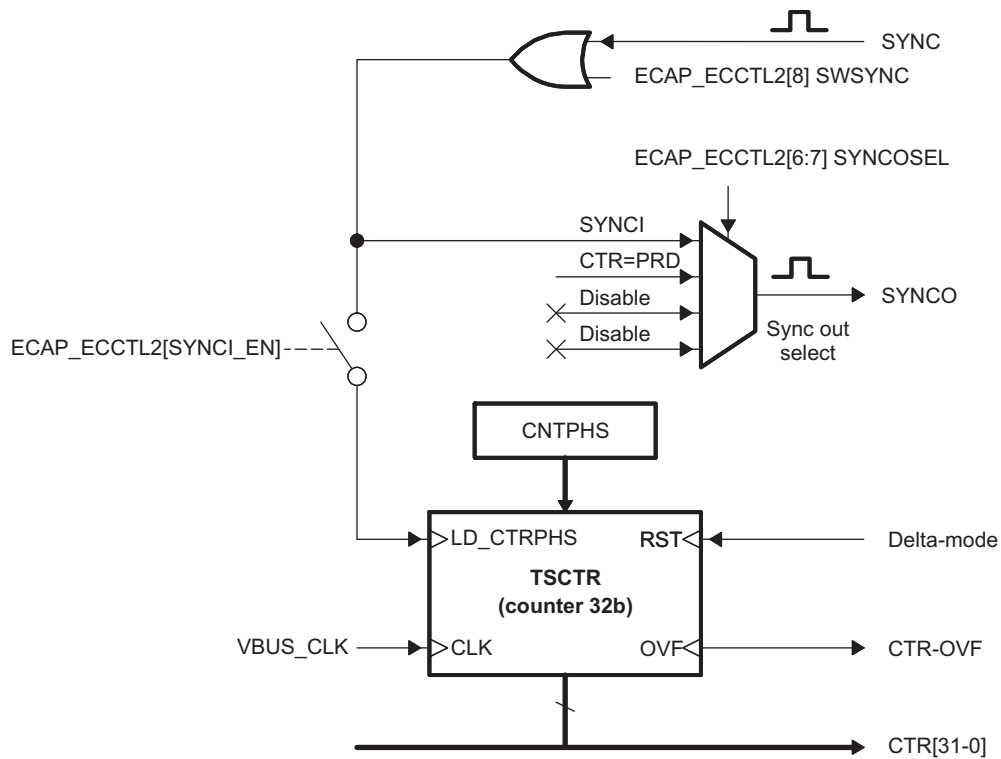 SYNC
ECAP_ECCTL2[8] SWSYNC
ECAP_ECCTL2[6:7] SYNCOSEL
SYNCI
CTR=PRD
Disable
Disable
SYNCO
Sync out
select
ECAP_ECCTL2[SYNCI_EN]
CNTPHS
LD_CTRPHS
RST
Delta-mode
TSCTR
(counter 32b)
VBUS_CLK
CLK
OVF
CTR-OVF
CTR[31-0]